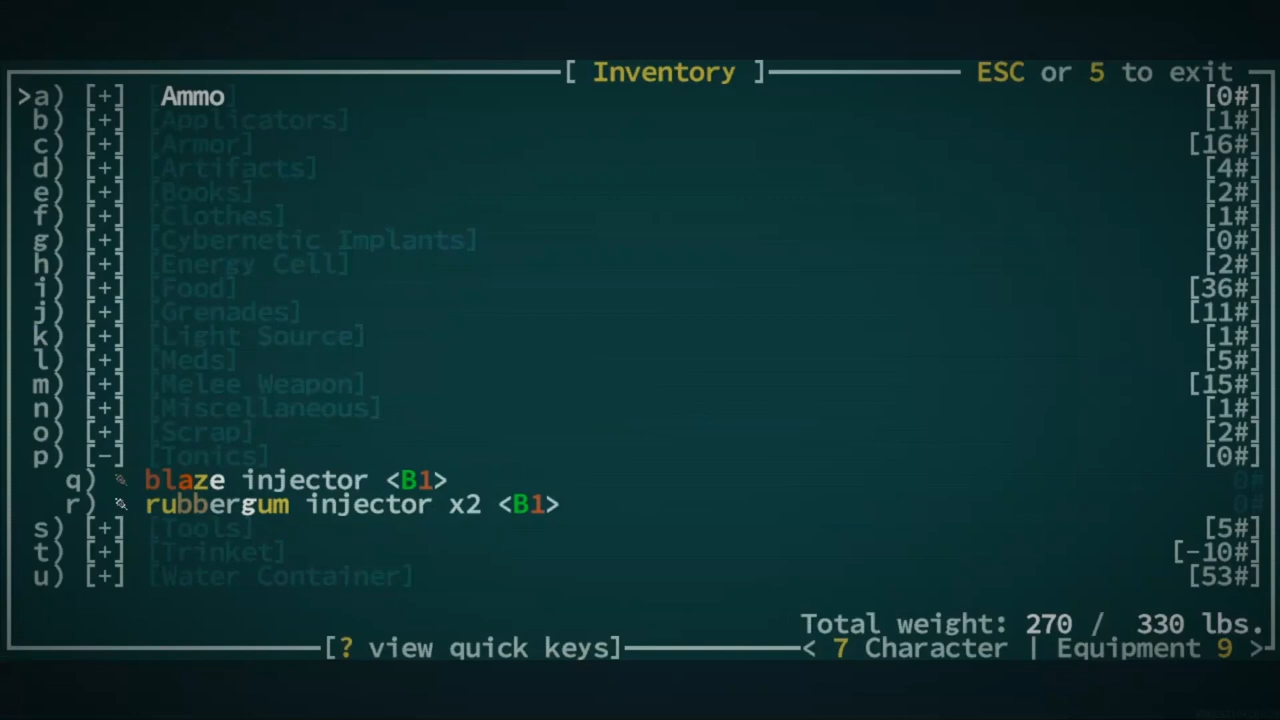 [ Inventory ] ESC or 5 to exit
>a) [+] Ammo [0#]
b) [+] [Applicators] [1#]
c) [+] [Armor] [16#]
d) [+] [Artifacts] [4#]
e) [+] [Books] [2#]
f) [+] [Clothes] [1#]
g) [+] [Cybernetic Implants] [0#]
h) [+] [Energy Cell] [2#]
i) [+] [Food] [36#]
j) [+] [Grenades] [11#]
k) [+] [Light Source] [1#]
l) [+] [Meds] [5#]
m) [+] [Melee Weapon] [15#]
n) [+] [Miscellaneous] [1#]
o) [+] [Scrap] [2#]
p) [-] [Tonics] [0#]
q) blaze injector <B1> 0#
r) rubbergum injector x2 <B1> 0#
s) [+] [Tools] [5#]
t) [+] [Trinket] [-10#]
u) [+] [Water Container] [53#]
Total weight: 270 / 330 lbs.
[? view quick keys] < 7 Character | Equipment 9 >